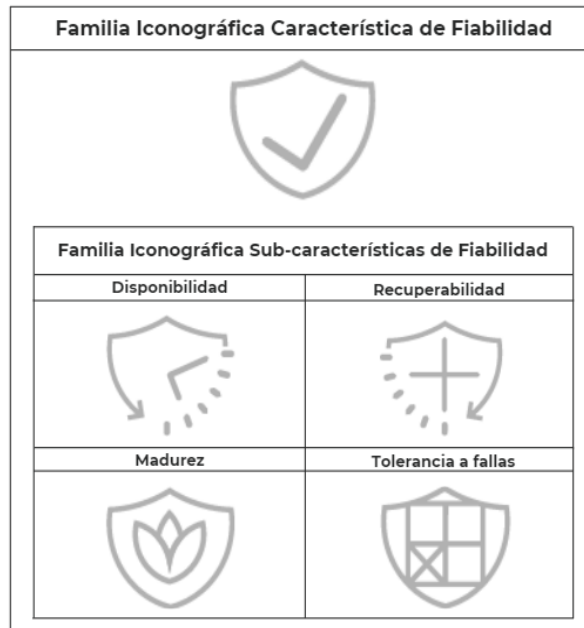 Familia Iconográfica Característica de Fiabilidad
Familia Iconográfica Sub-características de Fiabilidad
Disponibilidad
Recuperabilidad
Madurez
Tolerancia a fallas